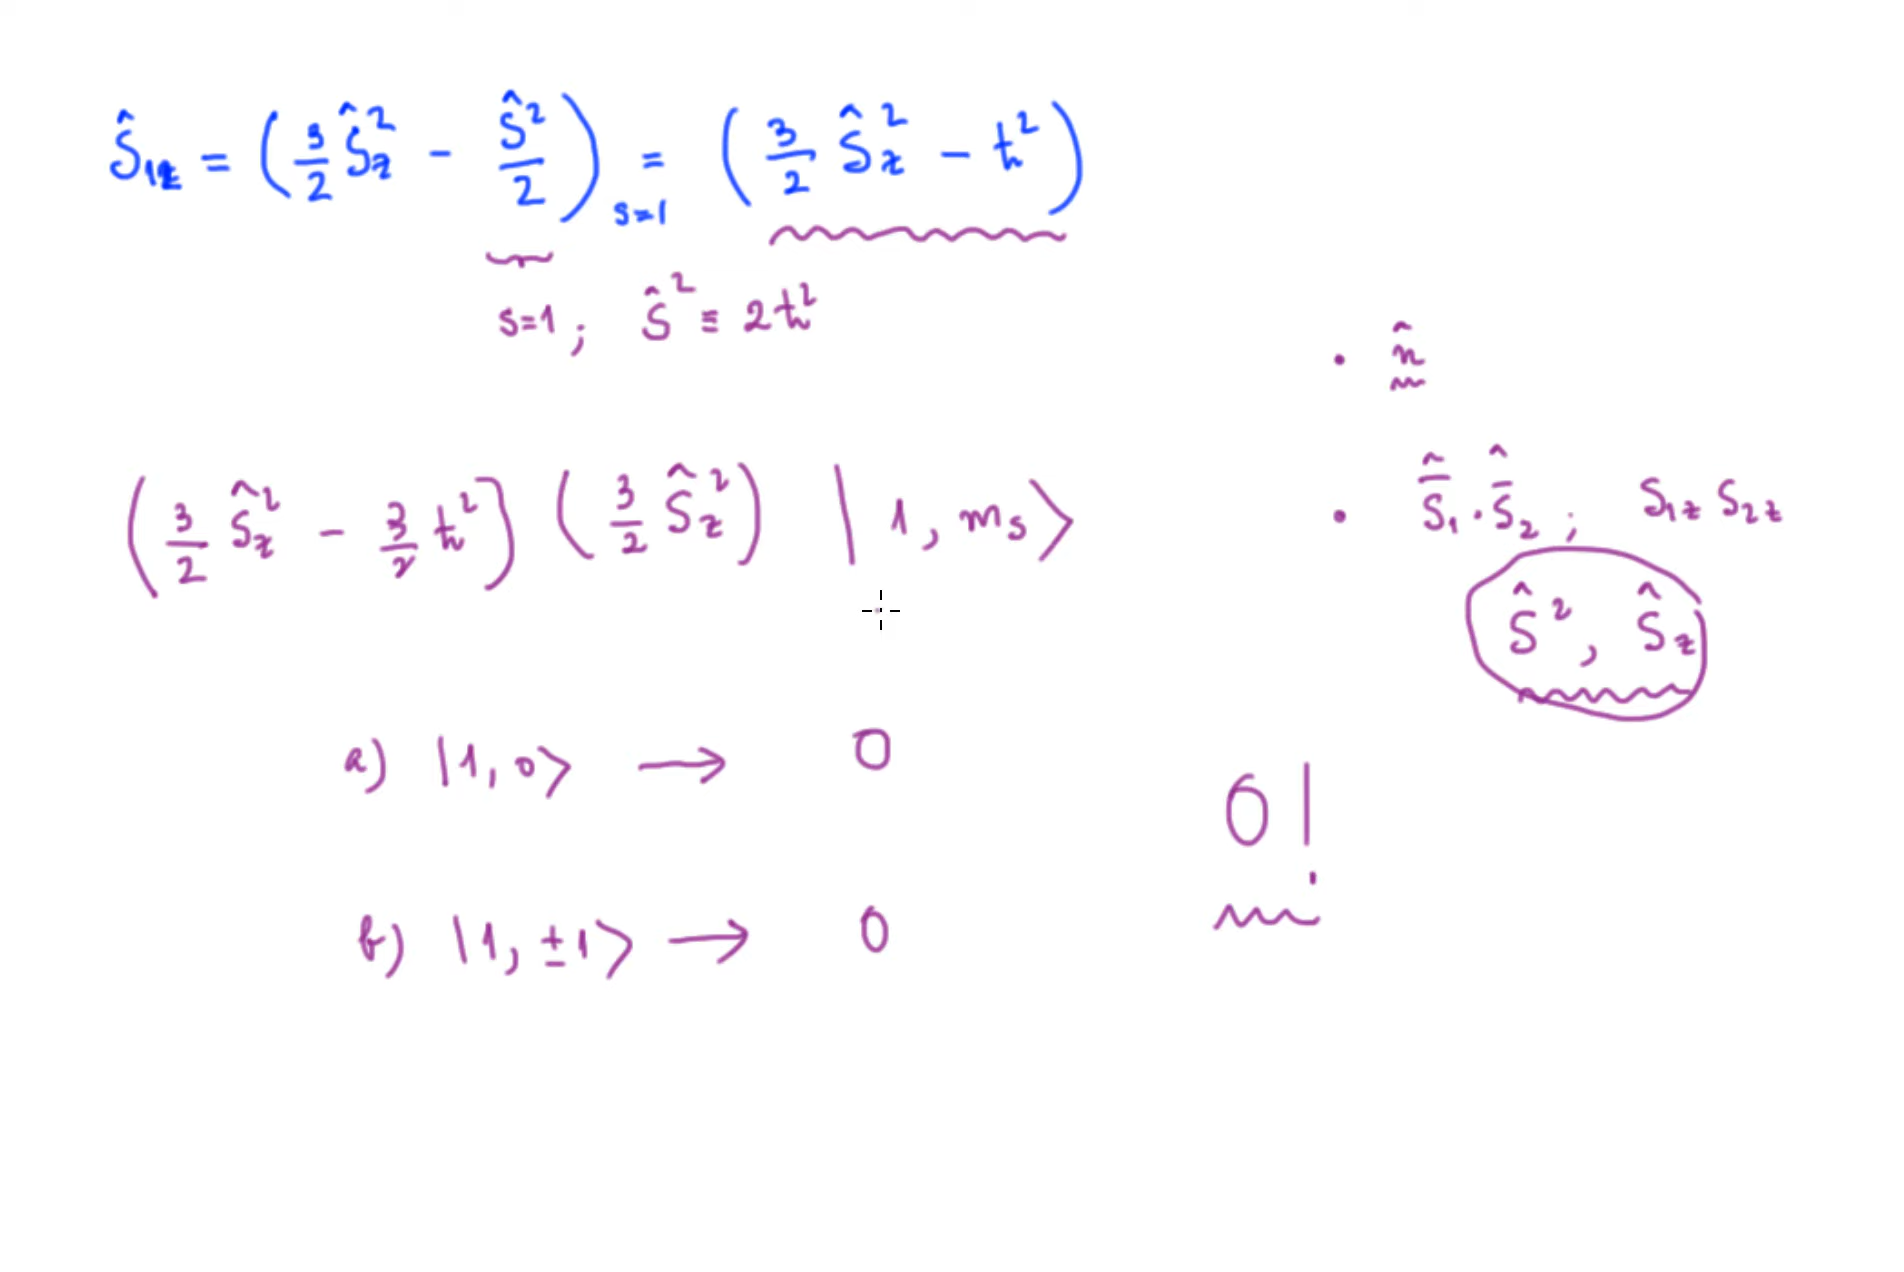 Ŝ₁₂ = (3/2 Ŝ_z² − Ŝ²/2)_{s=1} = (3/2 Ŝ_z² − ħ²)
s=1 ; Ŝ² ≡ 2ħ²
• n̂
(3/2 Ŝ_z² − 3/2 ħ²) (3/2 Ŝ_z²) |1, mₛ⟩
• Ŝ₁ · Ŝ₂ ; S₁z S₂z
Ŝ², Ŝ_z
a) |1, 0⟩ → 0
0!
b) |1, ±1⟩ → 0